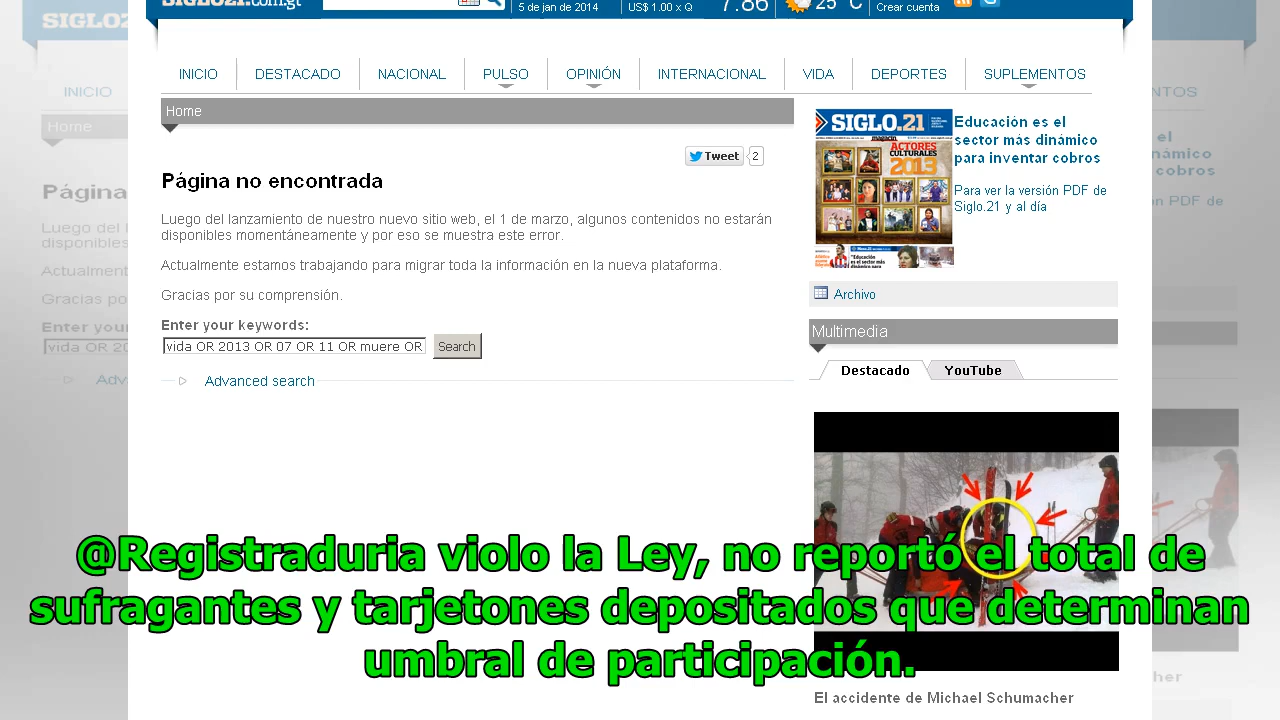 SIGLO21.com.gt
5 de jan de 2014
US$ 1.00 x Q
7.86
25 °C
Crear cuenta
INICIO
DESTACADO
NACIONAL
PULSO
OPINIÓN
INTERNACIONAL
VIDA
DEPORTES
SUPLEMENTOS
Home
Tweet
2
Página no encontrada
Luego del lanzamiento de nuestro nuevo sitio web, el 1 de marzo, algunos contenidos no estarán
disponibles momentáneamente y por eso se muestra este error.
Actualmente estamos trabajando para migrar toda la información en la nueva plataforma.
Gracias por su comprensión.
Enter your keywords:
vida OR 2013 OR 07 OR 11 OR muere OR
Search
Advanced search
SIGLO.21
magacín
ACTORES
CULTURALES
2013
Educación es el
sector más dinámico
para inventar cobros
Para ver la versión PDF de
Siglo.21 y al día
Archivo
Multimedia
Destacado
YouTube
@Registraduria violo la Ley, no reportó el total de
sufragantes y tarjetones depositados que determinan
umbral de participación.
El accidente de Michael Schumacher